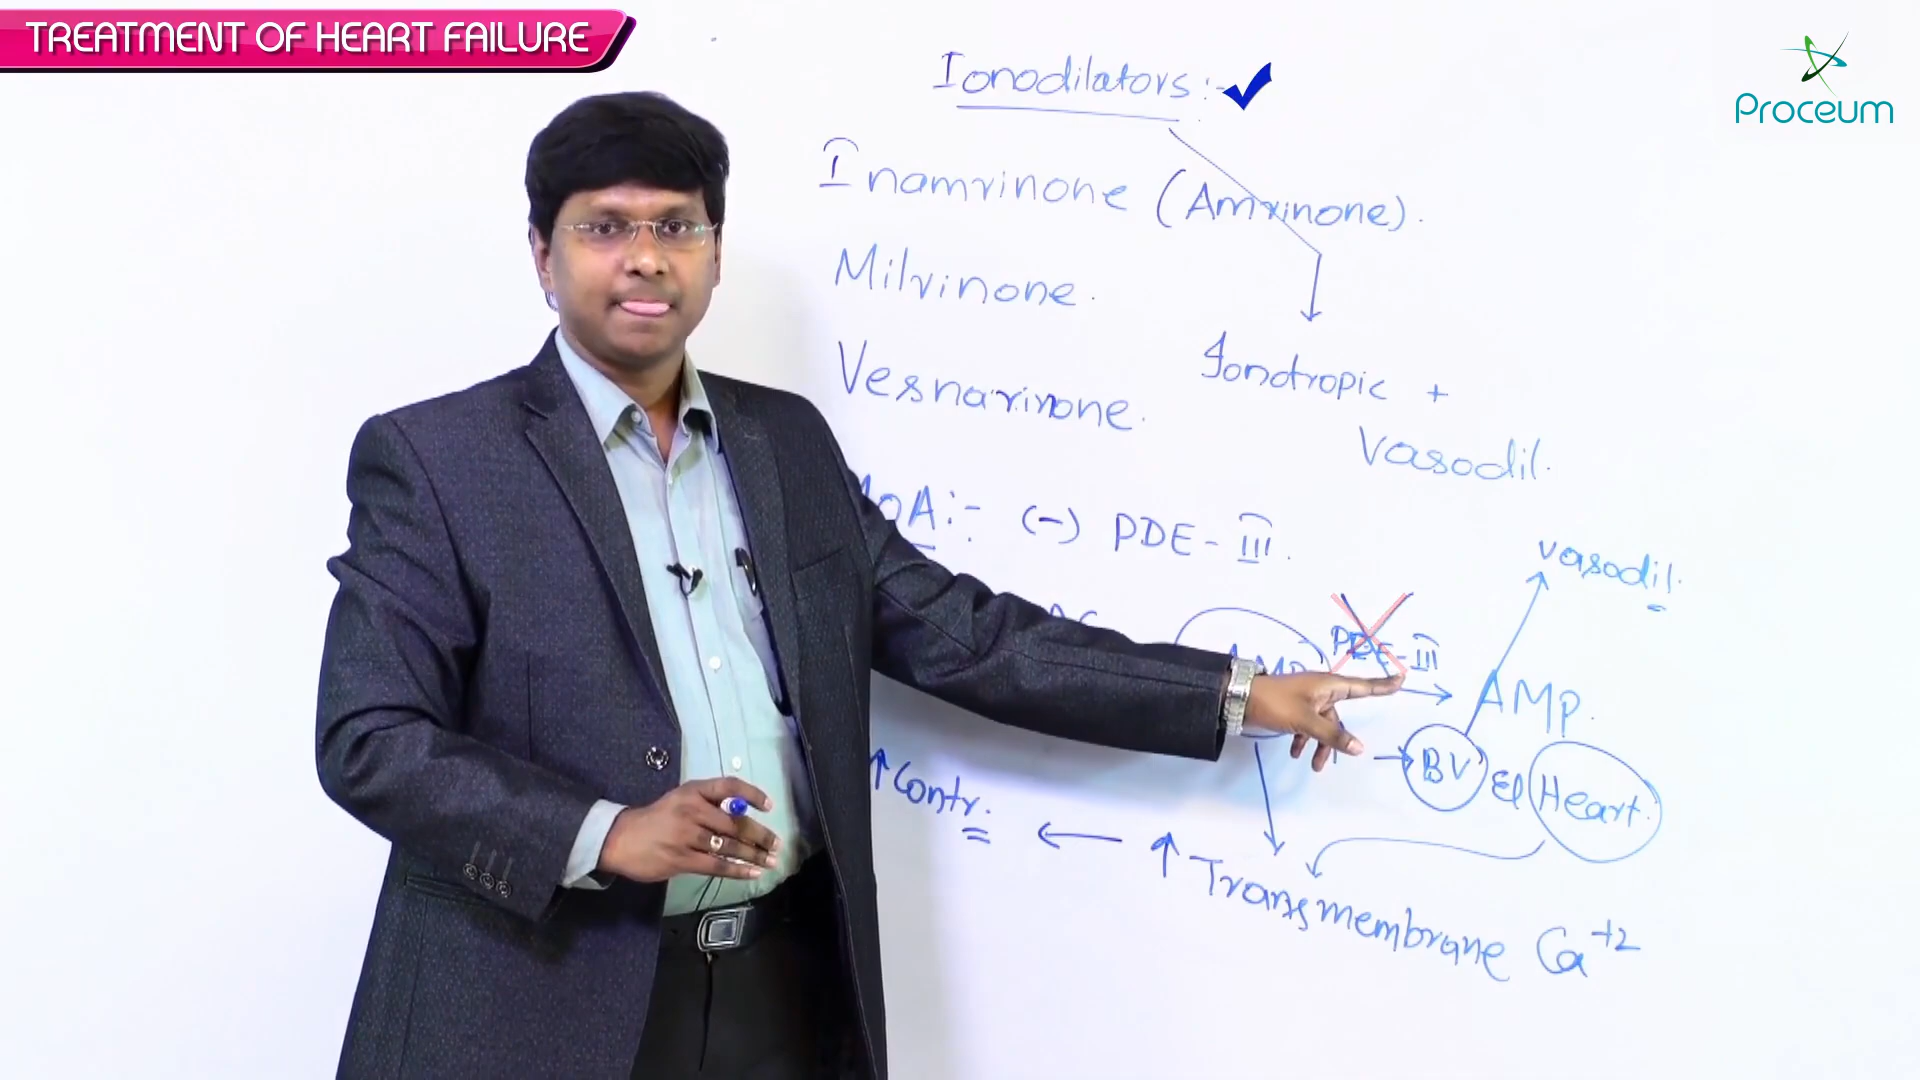 TREATMENT OF HEART FAILURE
Proceum
Ionodilators:-
Inamrinone (Amrinone).
Milrinone.
Vesnarinone.
Ionotropic +
Vasodil.
MOA:- (-) PDE-III.
vasodil.
PDE-III
AMP.
BV & Heart.
↑ Contr. ← ↑ Transmembrane Ca+2